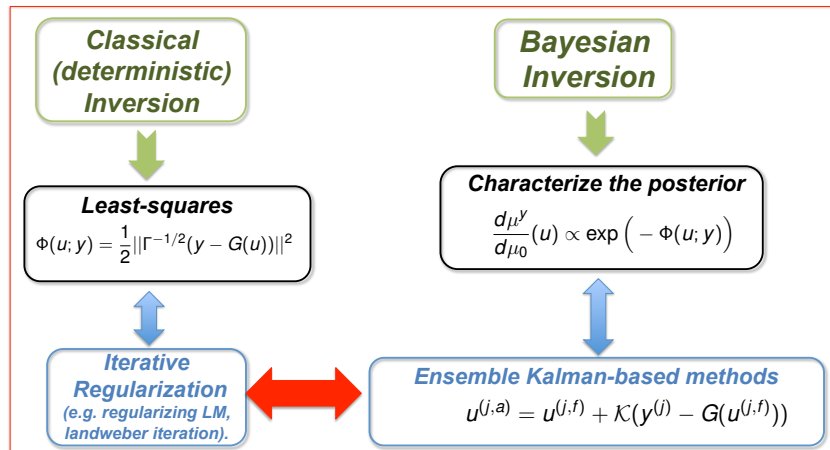 Classical
(deterministic)
Inversion
Bayesian
Inversion
Least-squares
Φ(u; y) = 1/2 ||Γ^{-1/2}(y − G(u))||^2
Characterize the posterior
dμ^y/dμ_0 (u) ∝ exp ( − Φ(u; y))
Iterative
Regularization
(e.g. regularizing LM,
landweber iteration).
Ensemble Kalman-based methods
u^{(j,a)} = u^{(j,f)} + 𝒦(y^{(j)} − G(u^{(j,f)}))